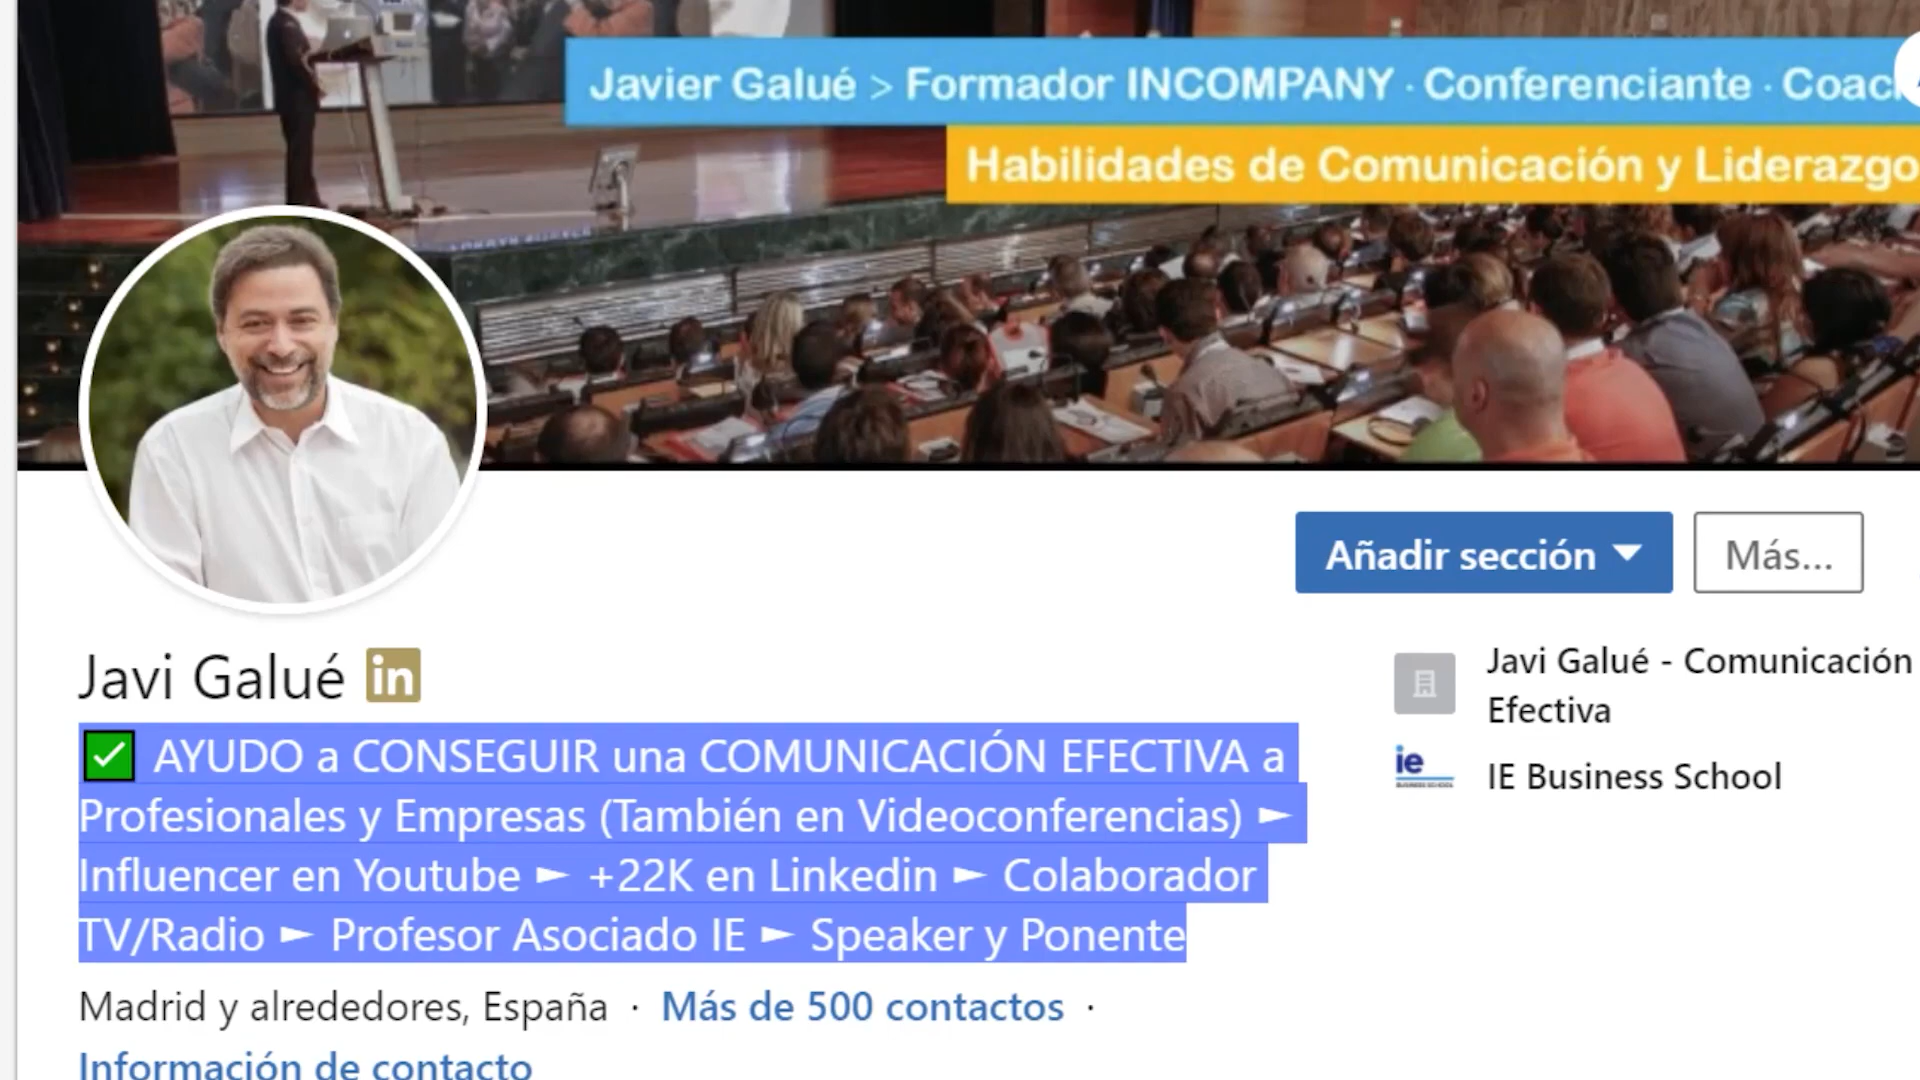 Javier Galué > Formador INCOMPANY · Conferenciante · Coach
Habilidades de Comunicación y Liderazgo
Añadir sección
Más...
Javi Galué in
✅ AYUDO a CONSEGUIR una COMUNICACIÓN EFECTIVA a
Profesionales y Empresas (También en Videoconferencias) ►
Influencer en Youtube ► +22K en Linkedin ► Colaborador
TV/Radio ► Profesor Asociado IE ► Speaker y Ponente
Madrid y alrededores, España · Más de 500 contactos ·
Información de contacto
Javi Galué - Comunicación
Efectiva
ie
BUSINESS SCHOOL
IE Business School